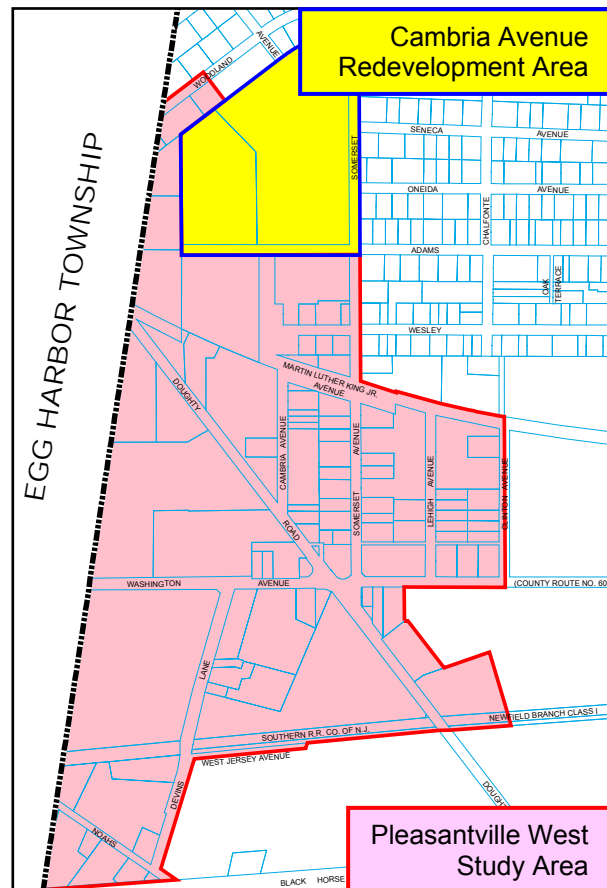 Cambria Avenue
Redevelopment Area
WOODLAND
AVENUE
SENECA AVENUE
SOMERSET
ONEIDA AVENUE
CHALFONTE
ADAMS
OAK
TERRACE
WESLEY
EGG HARBOR TOWNSHIP
DOUGHTY
ROAD
MARTIN LUTHER KING JR.
AVENUE
CAMBRIA AVENUE
SOMERSET AVENUE
LEHIGH AVENUE
CLINTON AVENUE
WASHINGTON AVENUE
(COUNTY ROUTE NO. 60
LANE
DEVINS
SOUTHERN R.R. CO. OF N.J.
NEWFIELD BRANCH CLASS I
WEST JERSEY AVENUE
DOUGH
NOAHS
BLACK HORSE
Pleasantville West
Study Area